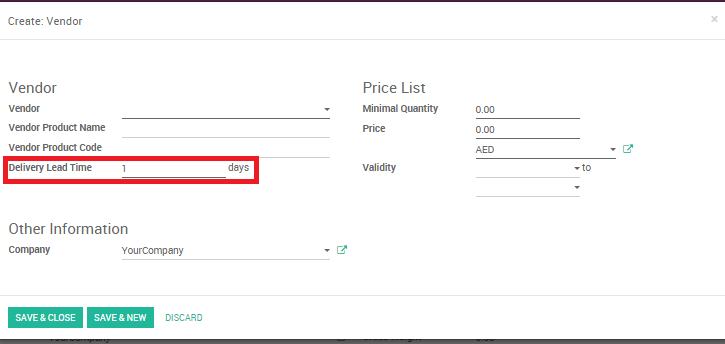 Create: Vendor
×
Vendor
Vendor
Vendor Product Name
Vendor Product Code
Delivery Lead Time 1 days
Price List
Minimal Quantity 0.00
Price 0.00
AED
Validity to
Other Information
Company YourCompany
SAVE & CLOSE SAVE & NEW DISCARD